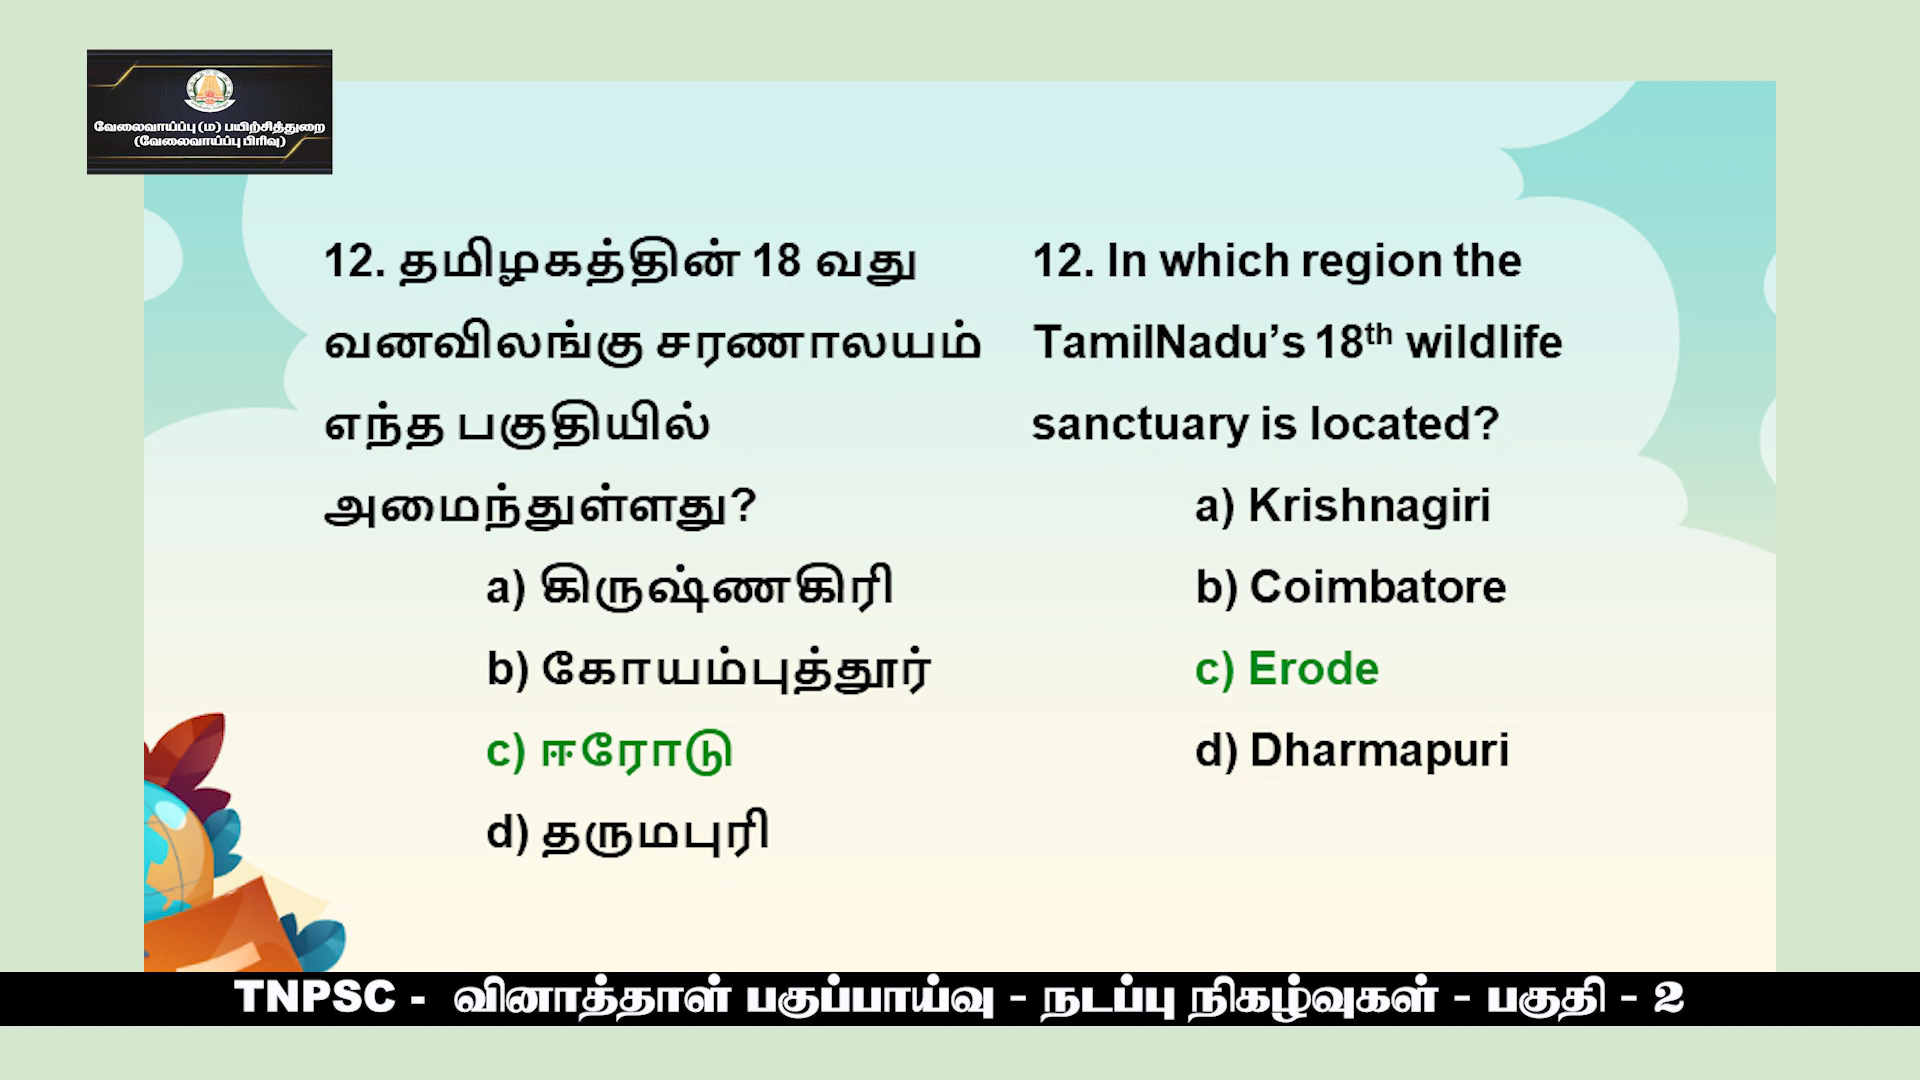 வேலைவாய்ப்பு (ம) பயிற்சித்துறை
(வேலைவாய்ப்பு பிரிவு)
12. தமிழகத்தின் 18 வது
வனவிலங்கு சரணாலயம்
எந்த பகுதியில்
அமைந்துள்ளது?
a) கிருஷ்ணகிரி
b) கோயம்புத்தூர்
c) ஈரோடு
d) தருமபுரி
12. In which region the
TamilNadu’s 18th wildlife
sanctuary is located?
a) Krishnagiri
b) Coimbatore
c) Erode
d) Dharmapuri
TNPSC - வினாத்தாள் பகுப்பாய்வு - நடப்பு நிகழ்வுகள் - பகுதி - 2